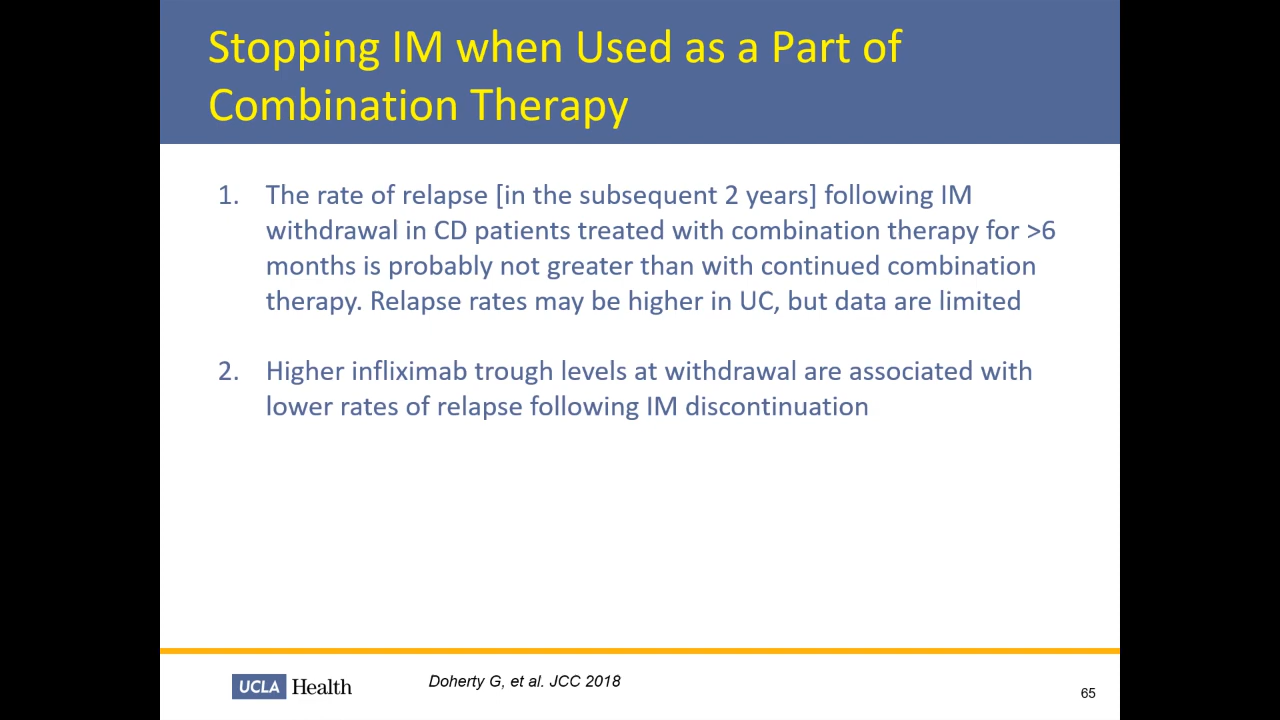 Stopping IM when Used as a Part of
Combination Therapy
1. The rate of relapse [in the subsequent 2 years] following IM
withdrawal in CD patients treated with combination therapy for >6
months is probably not greater than with continued combination
therapy. Relapse rates may be higher in UC, but data are limited
2. Higher infliximab trough levels at withdrawal are associated with
lower rates of relapse following IM discontinuation
UCLA Health
Doherty G, et al. JCC 2018
65